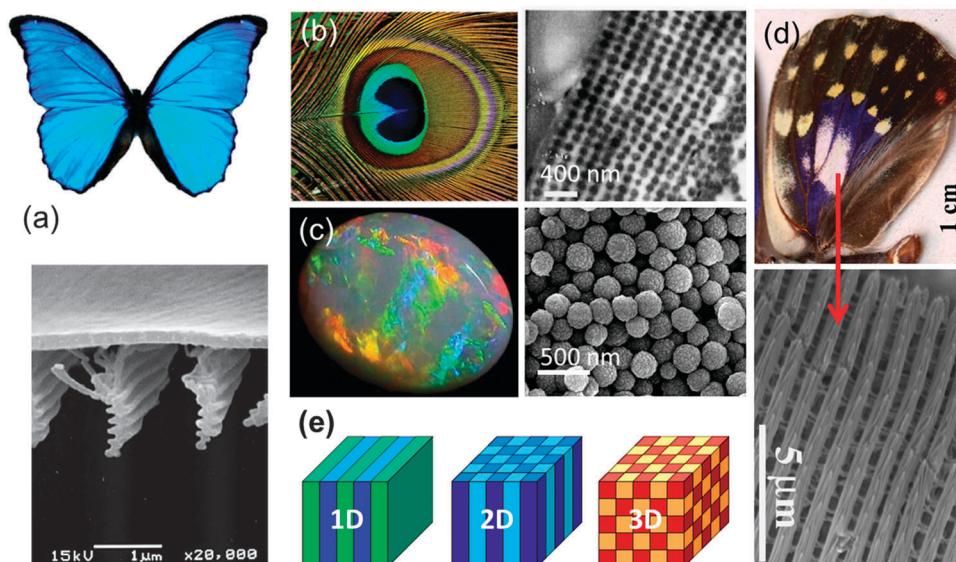 (a)
15kV 1μm x20,000
(b)
400 nm
(c)
500 nm
(d)
1 cm
5 μm
(e)
1D
2D
3D